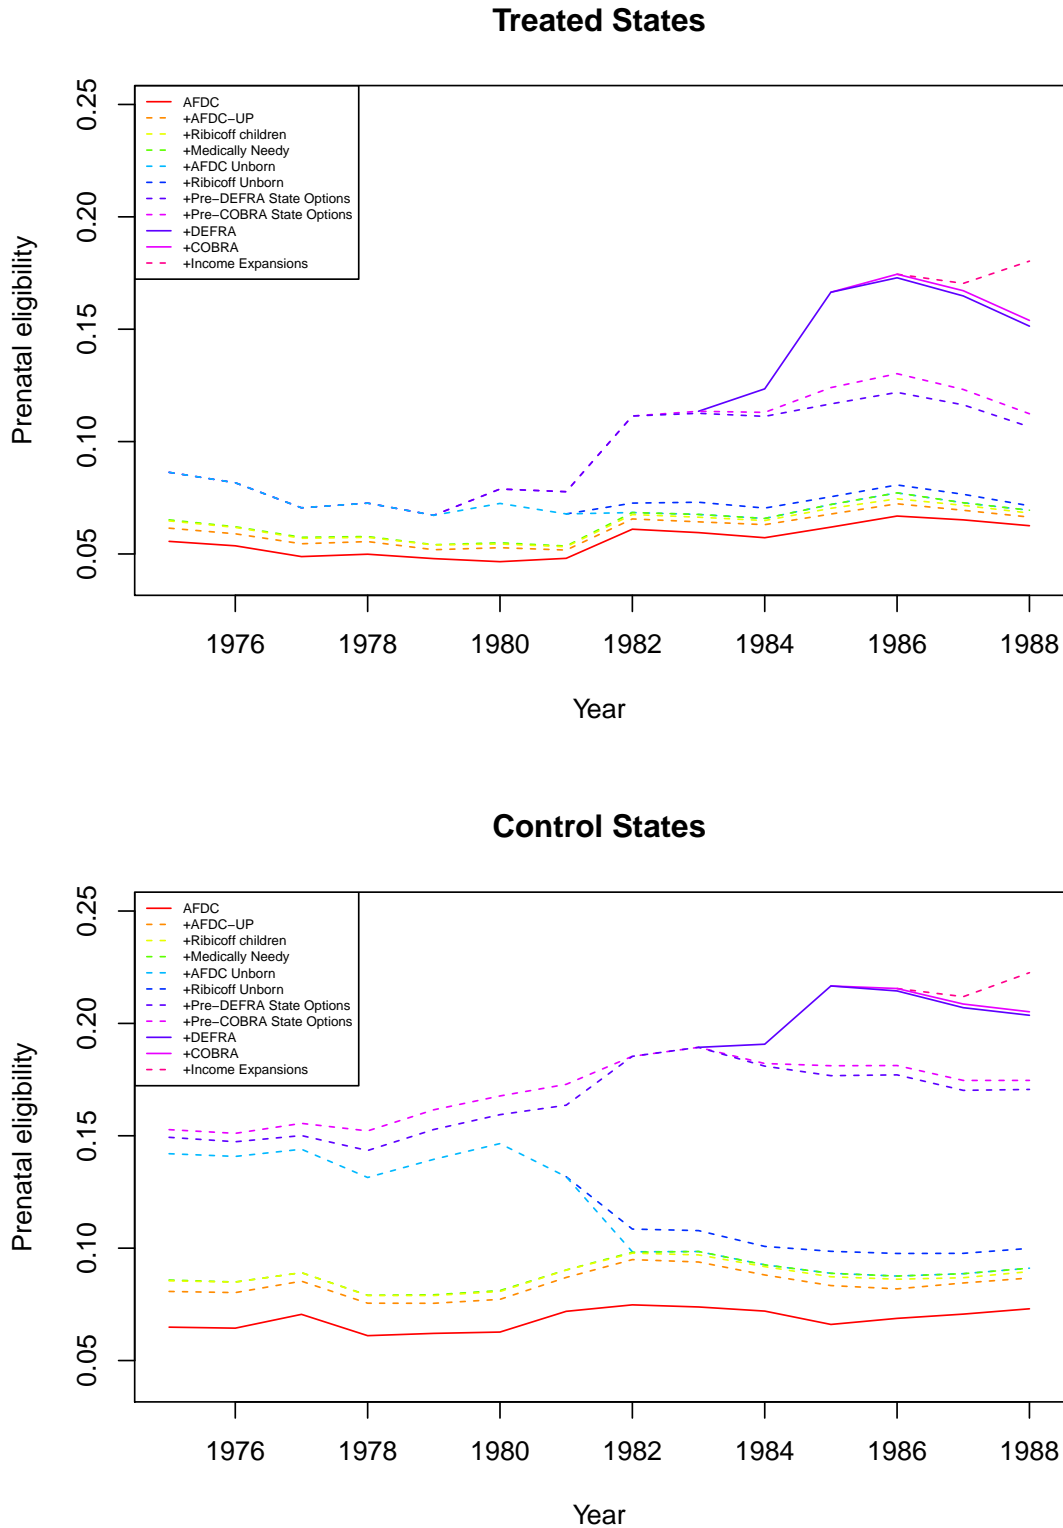 Treated States
Prenatal eligibility
0.25
0.20
0.15
0.10
0.05
AFDC
+AFDC−UP
+Ribicoff children
+Medically Needy
+AFDC Unborn
+Ribicoff Unborn
+Pre−DEFRA State Options
+Pre−COBRA State Options
+DEFRA
+COBRA
+Income Expansions
1976 1978 1980 1982 1984 1986 1988
Year
Control States
Prenatal eligibility
0.25
0.20
0.15
0.10
0.05
AFDC
+AFDC−UP
+Ribicoff children
+Medically Needy
+AFDC Unborn
+Ribicoff Unborn
+Pre−DEFRA State Options
+Pre−COBRA State Options
+DEFRA
+COBRA
+Income Expansions
1976 1978 1980 1982 1984 1986 1988
Year